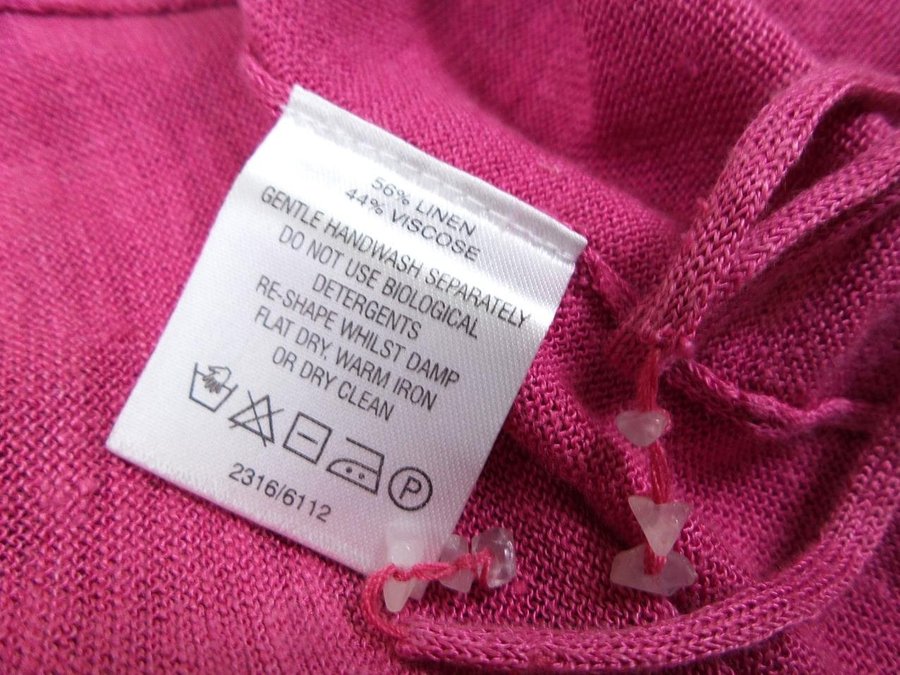 56% LINEN
44% VISCOSE
GENTLE HANDWASH SEPARATELY
DO NOT USE BIOLOGICAL
DETERGENTS
RE-SHAPE WHILST DAMP
FLAT DRY. WARM IRON
OR DRY CLEAN
P
2316/6112